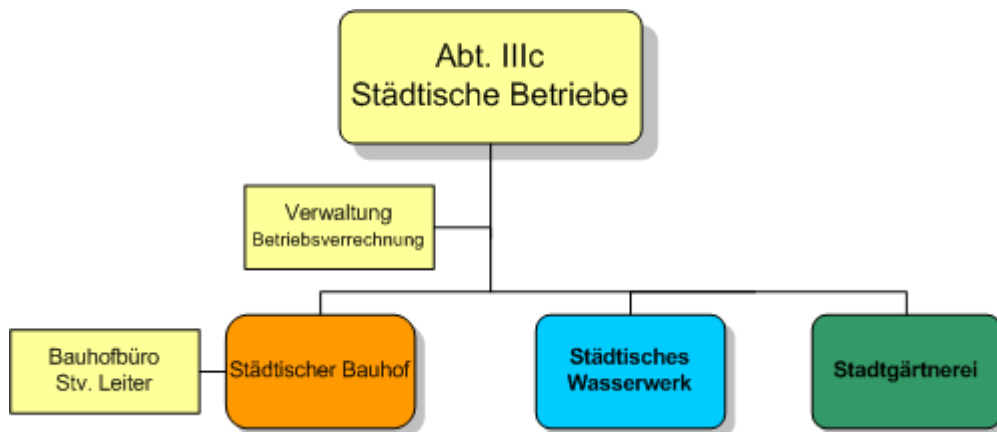 Abt. IIIc
Städtische Betriebe
Verwaltung
Betriebsverrechnung
Bauhofbüro
Stv. Leiter
Städtischer Bauhof
Städtisches
Wasserwerk
Stadtgärtnerei